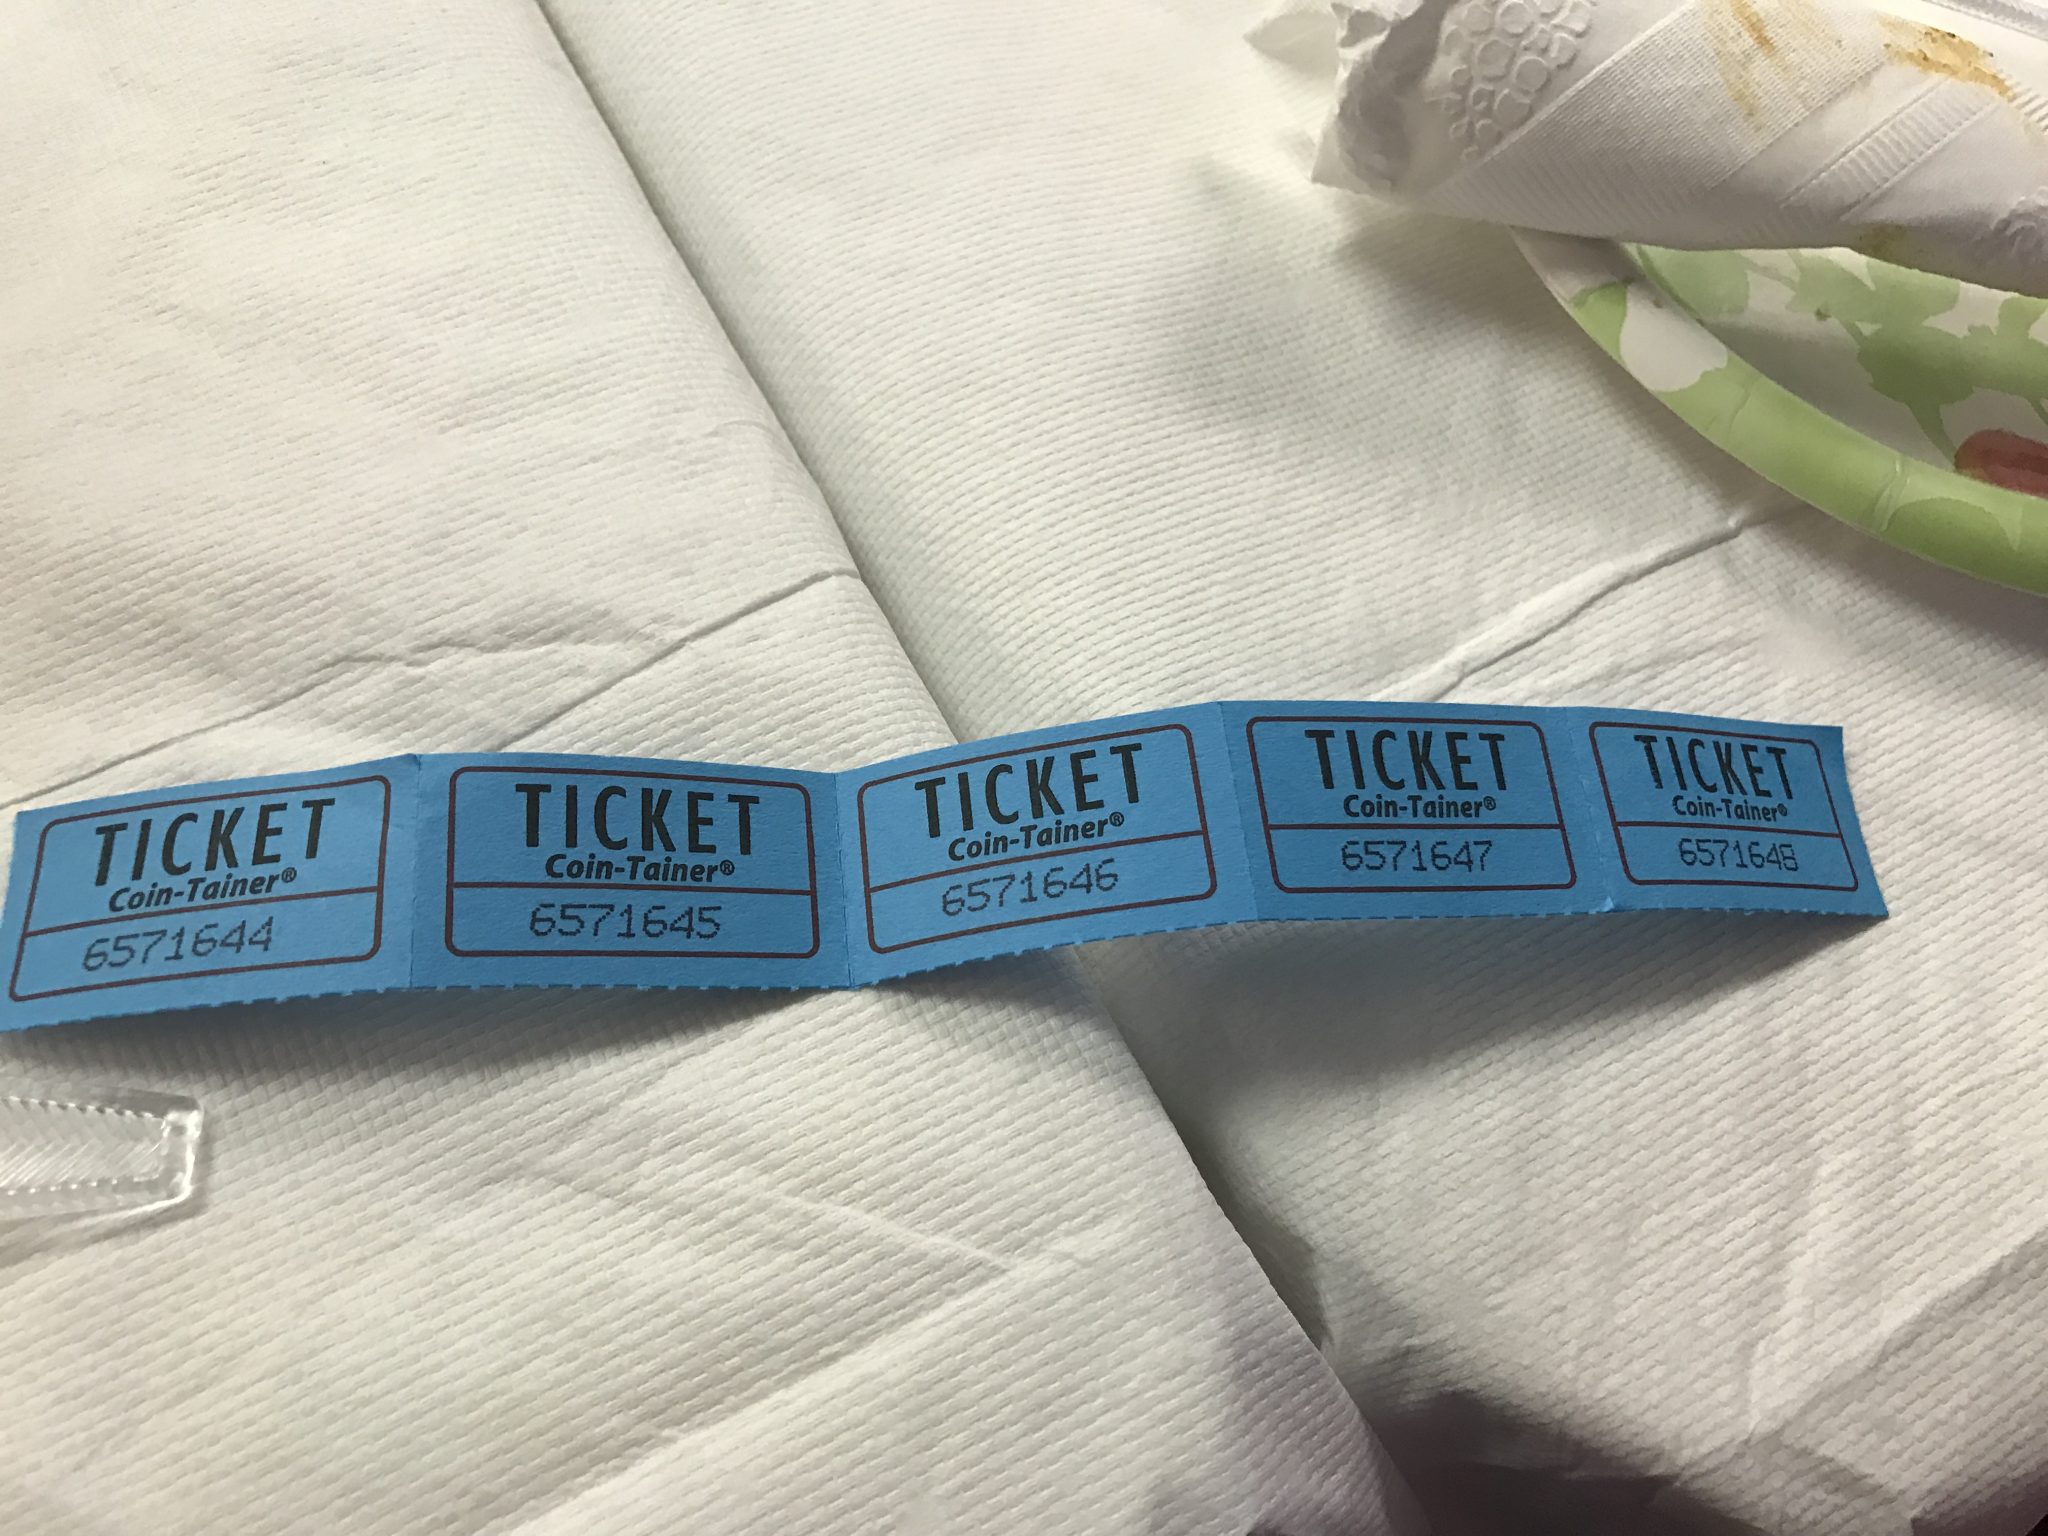 TICKET
Coin-Tainer®
6571644
TICKET
Coin-Tainer®
6571645
TICKET
Coin-Tainer®
6571646
TICKET
Coin-Tainer®
6571647
TICKET
Coin-Tainer®
6571648